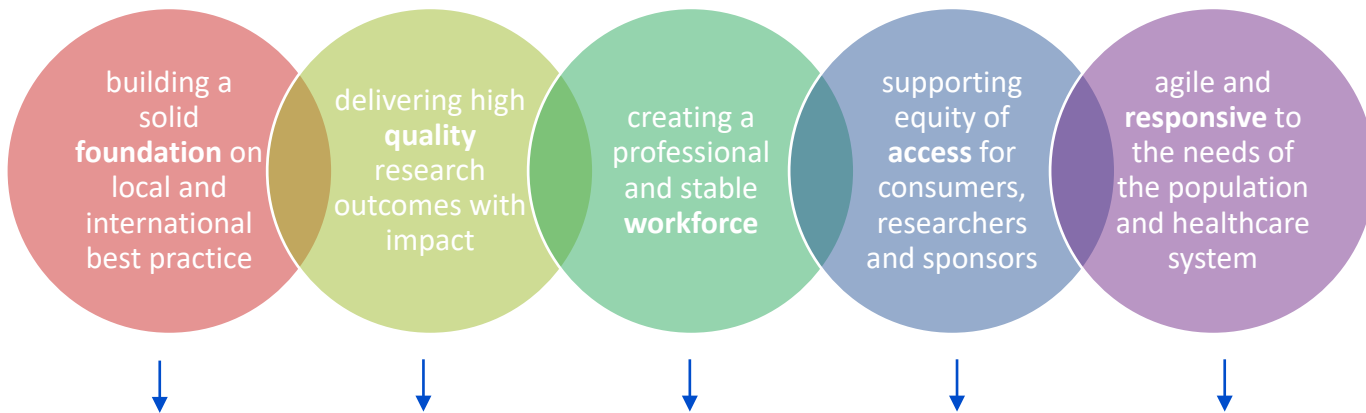 building a
solid
foundation on
local and
international
best practice
delivering high
quality
research
outcomes with
impact
creating a
professional
and stable
workforce
supporting
equity of
access for
consumers,
researchers
and sponsors
agile and
responsive to
the needs of
the population
and healthcare
system